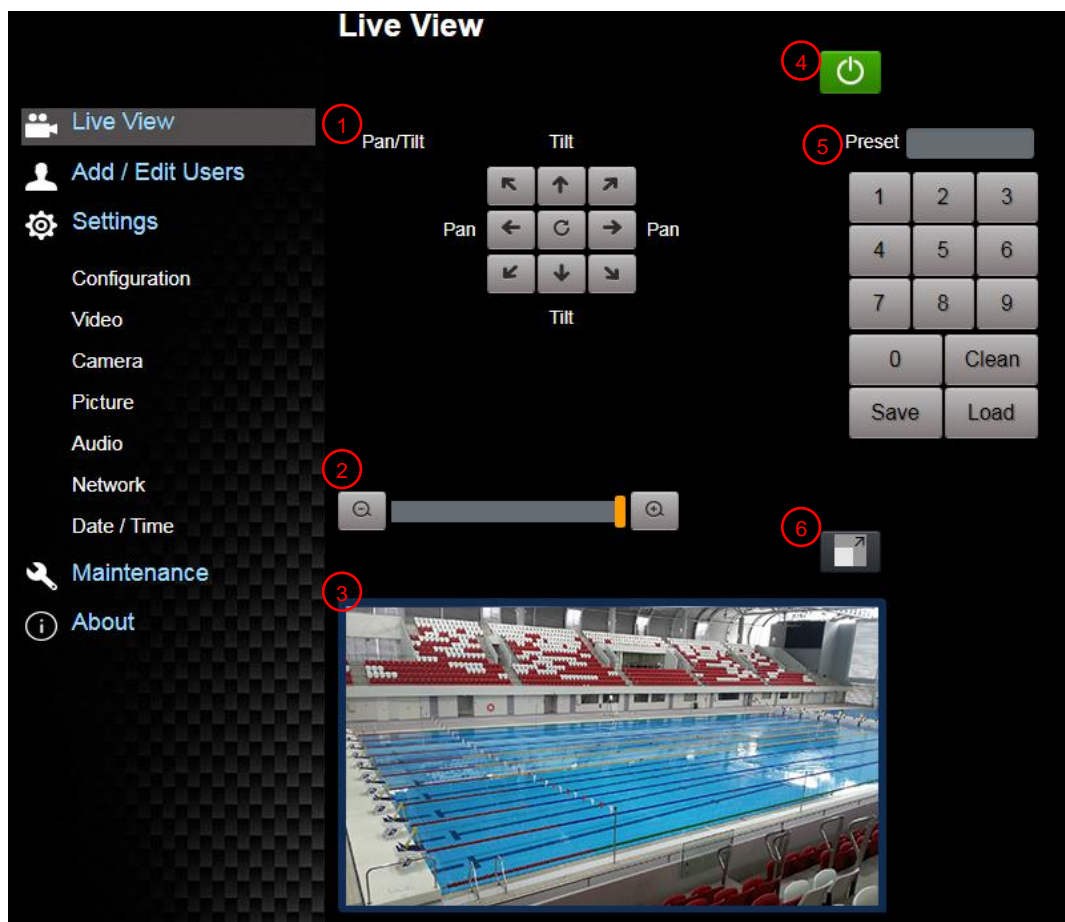 Live View
4
Live View
1
Pan/Tilt
Tilt
5
Preset
Add / Edit Users
1 2 3
Settings
Pan
Pan
4 5 6
Configuration
7 8 9
Video
Tilt
Camera
0 Clean
Picture
Save Load
Audio
2
Network
Date / Time
6
Maintenance
3
About